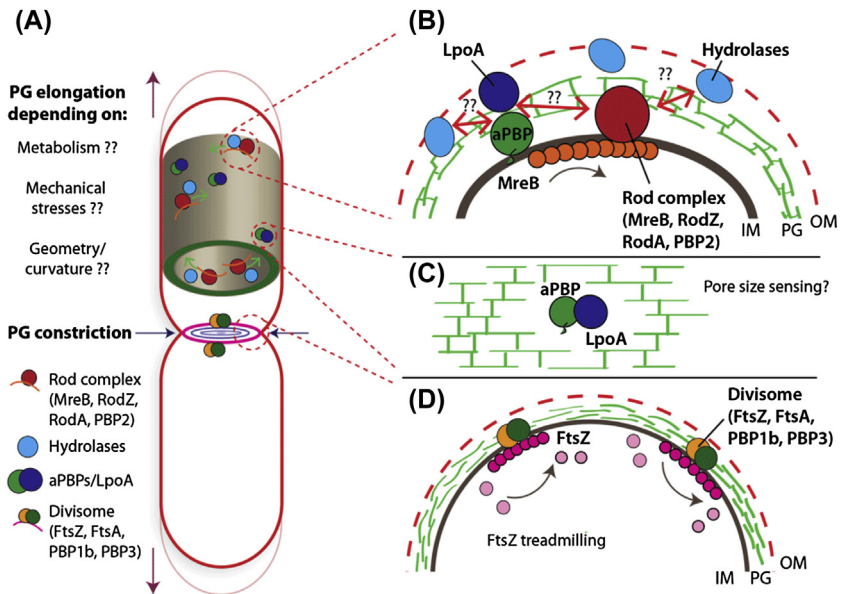 (A)
PG elongation
depending on:
Metabolism ??
Mechanical
stresses ??
Geometry/
curvature ??
PG constriction
Rod complex
(MreB, RodZ,
RodA, PBP2)
Hydrolases
aPBPs/LpoA
Divisome
(FtsZ, FtsA,
PBP1b, PBP3)
(B)
LpoA
Hydrolases
??
??
??
aPBP
MreB
Rod complex
(MreB, RodZ,
RodA, PBP2)
IM
PG
OM
(C)
aPBP
LpoA
Pore size sensing?
(D)
Divisome
(FtsZ, FtsA,
PBP1b, PBP3)
FtsZ
FtsZ treadmilling
IM
PG
OM